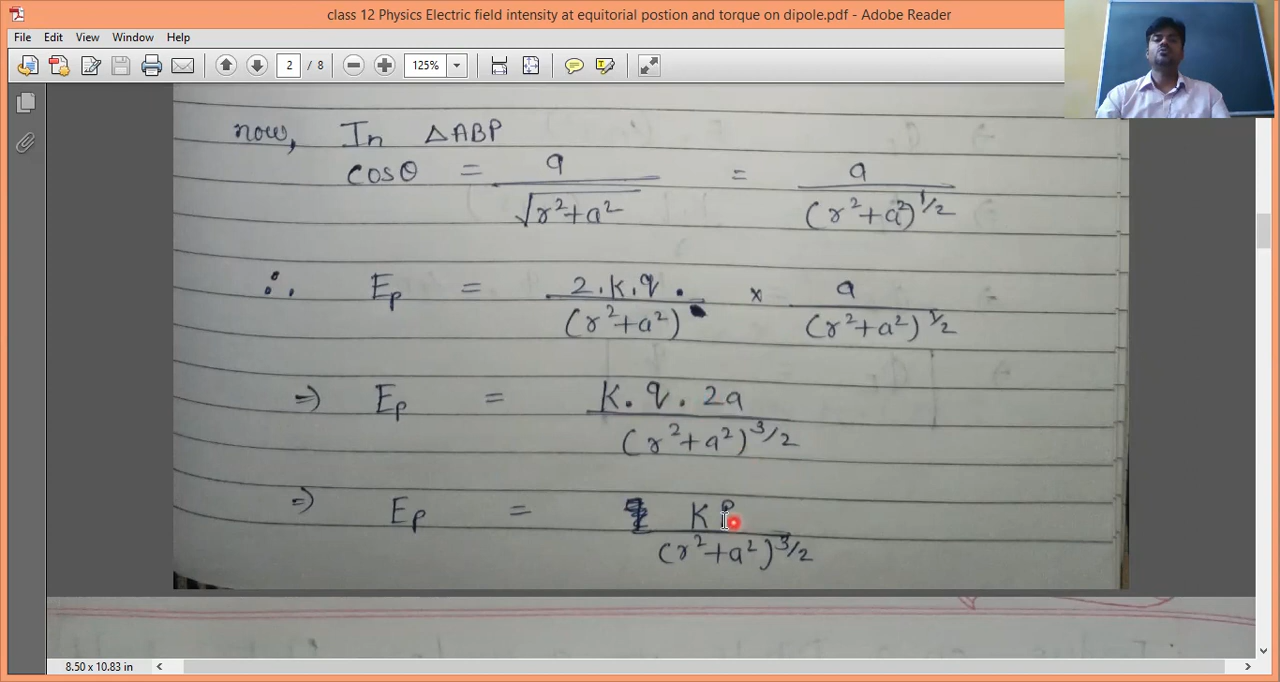 class 12 Physics Electric field intensity at equitorial postion and torque on dipole.pdf - Adobe Reader
File Edit View Window Help
2 / 8 125%
now, In △ABP
cosθ = a / √r²+a² = a / (r²+a²)^1/2
∴ Ep = 2.K.q. / (r²+a²) × a / (r²+a²)^1/2
⇒ Ep = K.q.2a / (r²+a²)^3/2
⇒ Ep = KP / (r²+a²)^3/2
8.50 x 10.83 in